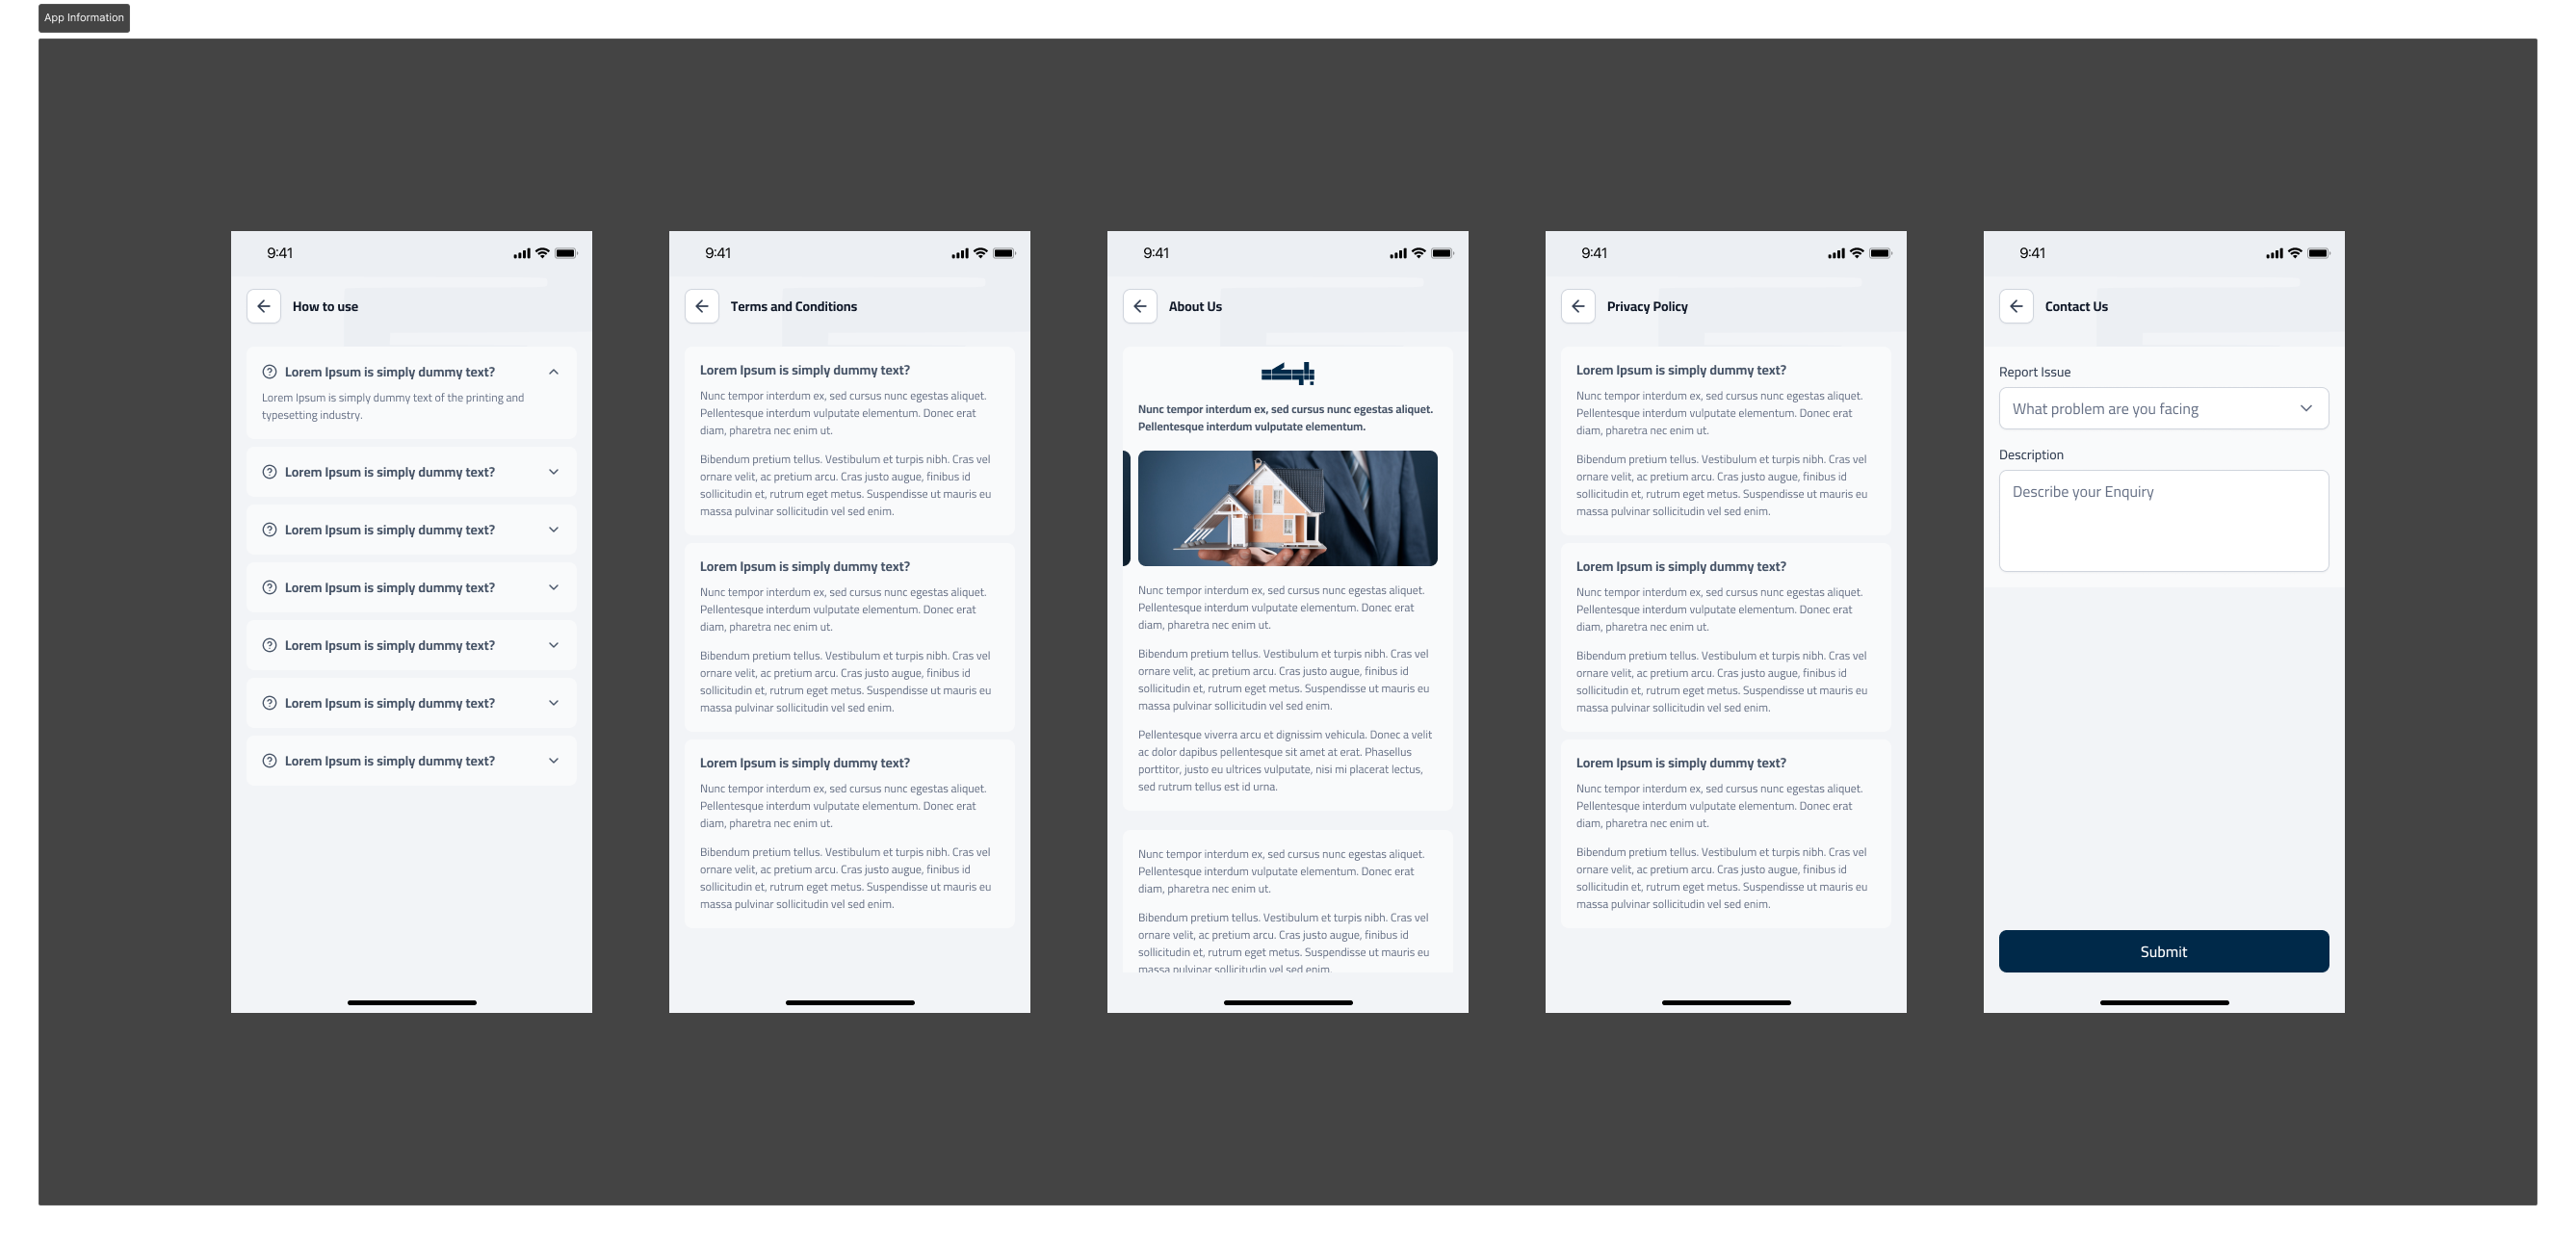 App Information
9:41
How to use
Lorem Ipsum is simply dummy text?
Lorem Ipsum is simply dummy text of the printing and
typesetting industry.
Lorem Ipsum is simply dummy text?
Lorem Ipsum is simply dummy text?
Lorem Ipsum is simply dummy text?
Lorem Ipsum is simply dummy text?
Lorem Ipsum is simply dummy text?
Lorem Ipsum is simply dummy text?
9:41
Terms and Conditions
Lorem Ipsum is simply dummy text?
Nunc tempor interdum ex, sed cursus nunc egestas aliquet.
Pellentesque interdum vulputate elementum. Donec erat
diam, pharetra nec enim ut.
Bibendum pretium tellus. Vestibulum et turpis nibh. Cras vel
ornare velit, ac pretium arcu. Cras justo augue, finibus id
sollicitudin et, rutrum eget metus. Suspendisse ut mauris eu
massa pulvinar sollicitudin vel sed enim.
Lorem Ipsum is simply dummy text?
Nunc tempor interdum ex, sed cursus nunc egestas aliquet.
Pellentesque interdum vulputate elementum. Donec erat
diam, pharetra nec enim ut.
Bibendum pretium tellus. Vestibulum et turpis nibh. Cras vel
ornare velit, ac pretium arcu. Cras justo augue, finibus id
sollicitudin et, rutrum eget metus. Suspendisse ut mauris eu
massa pulvinar sollicitudin vel sed enim.
Lorem Ipsum is simply dummy text?
Nunc tempor interdum ex, sed cursus nunc egestas aliquet.
Pellentesque interdum vulputate elementum. Donec erat
diam, pharetra nec enim ut.
Bibendum pretium tellus. Vestibulum et turpis nibh. Cras vel
ornare velit, ac pretium arcu. Cras justo augue, finibus id
sollicitudin et, rutrum eget metus. Suspendisse ut mauris eu
massa pulvinar sollicitudin vel sed enim.
9:41
About Us
Nunc tempor interdum ex, sed cursus nunc egestas aliquet.
Pellentesque interdum vulputate elementum.
Nunc tempor interdum ex, sed cursus nunc egestas aliquet.
Pellentesque interdum vulputate elementum. Donec erat
diam, pharetra nec enim ut.
Bibendum pretium tellus. Vestibulum et turpis nibh. Cras vel
ornare velit, ac pretium arcu. Cras justo augue, finibus id
sollicitudin et, rutrum eget metus. Suspendisse ut mauris eu
massa pulvinar sollicitudin vel sed enim.
Pellentesque viverra arcu et dignissim vehicula. Donec a velit
ac dolor dapibus pellentesque sit amet at erat. Phasellus
porttitor, justo eu ultrices vulputate, nisi mi placerat lectus,
sed rutrum tellus est id urna.
Nunc tempor interdum ex, sed cursus nunc egestas aliquet.
Pellentesque interdum vulputate elementum. Donec erat
diam, pharetra nec enim ut.
Bibendum pretium tellus. Vestibulum et turpis nibh. Cras vel
ornare velit, ac pretium arcu. Cras justo augue, finibus id
sollicitudin et, rutrum eget metus. Suspendisse ut mauris eu
massa pulvinar sollicitudin vel sed enim.
9:41
Privacy Policy
Lorem Ipsum is simply dummy text?
Nunc tempor interdum ex, sed cursus nunc egestas aliquet.
Pellentesque interdum vulputate elementum. Donec erat
diam, pharetra nec enim ut.
Bibendum pretium tellus. Vestibulum et turpis nibh. Cras vel
ornare velit, ac pretium arcu. Cras justo augue, finibus id
sollicitudin et, rutrum eget metus. Suspendisse ut mauris eu
massa pulvinar sollicitudin vel sed enim.
Lorem Ipsum is simply dummy text?
Nunc tempor interdum ex, sed cursus nunc egestas aliquet.
Pellentesque interdum vulputate elementum. Donec erat
diam, pharetra nec enim ut.
Bibendum pretium tellus. Vestibulum et turpis nibh. Cras vel
ornare velit, ac pretium arcu. Cras justo augue, finibus id
sollicitudin et, rutrum eget metus. Suspendisse ut mauris eu
massa pulvinar sollicitudin vel sed enim.
Lorem Ipsum is simply dummy text?
Nunc tempor interdum ex, sed cursus nunc egestas aliquet.
Pellentesque interdum vulputate elementum. Donec erat
diam, pharetra nec enim ut.
Bibendum pretium tellus. Vestibulum et turpis nibh. Cras vel
ornare velit, ac pretium arcu. Cras justo augue, finibus id
sollicitudin et, rutrum eget metus. Suspendisse ut mauris eu
massa pulvinar sollicitudin vel sed enim.
9:41
Contact Us
Report Issue
What problem are you facing
Description
Describe your Enquiry
Submit